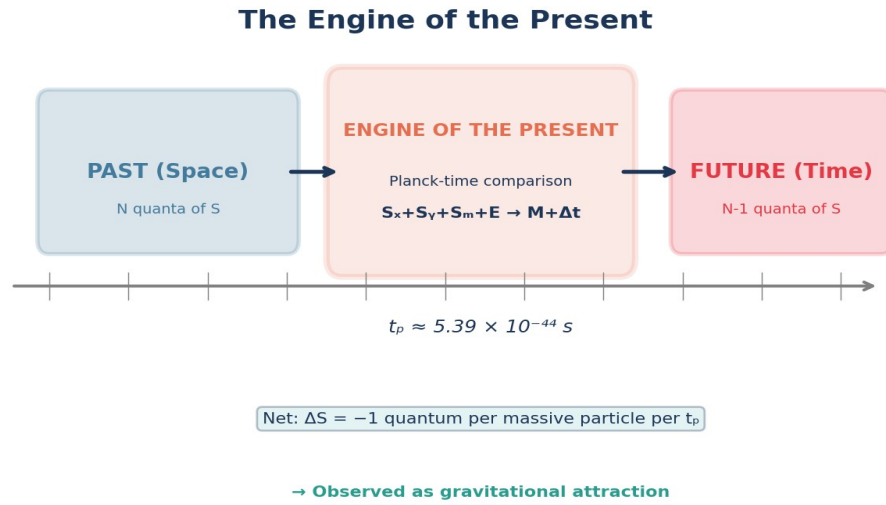 The Engine of the Present
PAST (Space)
N quanta of S
ENGINE OF THE PRESENT
Planck-time comparison
Sₓ+Sᵧ+Sₘ+E → M+Δt
FUTURE (Time)
N-1 quanta of S
tₚ ≈ 5.39 × 10⁻⁴⁴ s
Net: ΔS = −1 quantum per massive particle per tₚ
→ Observed as gravitational attraction